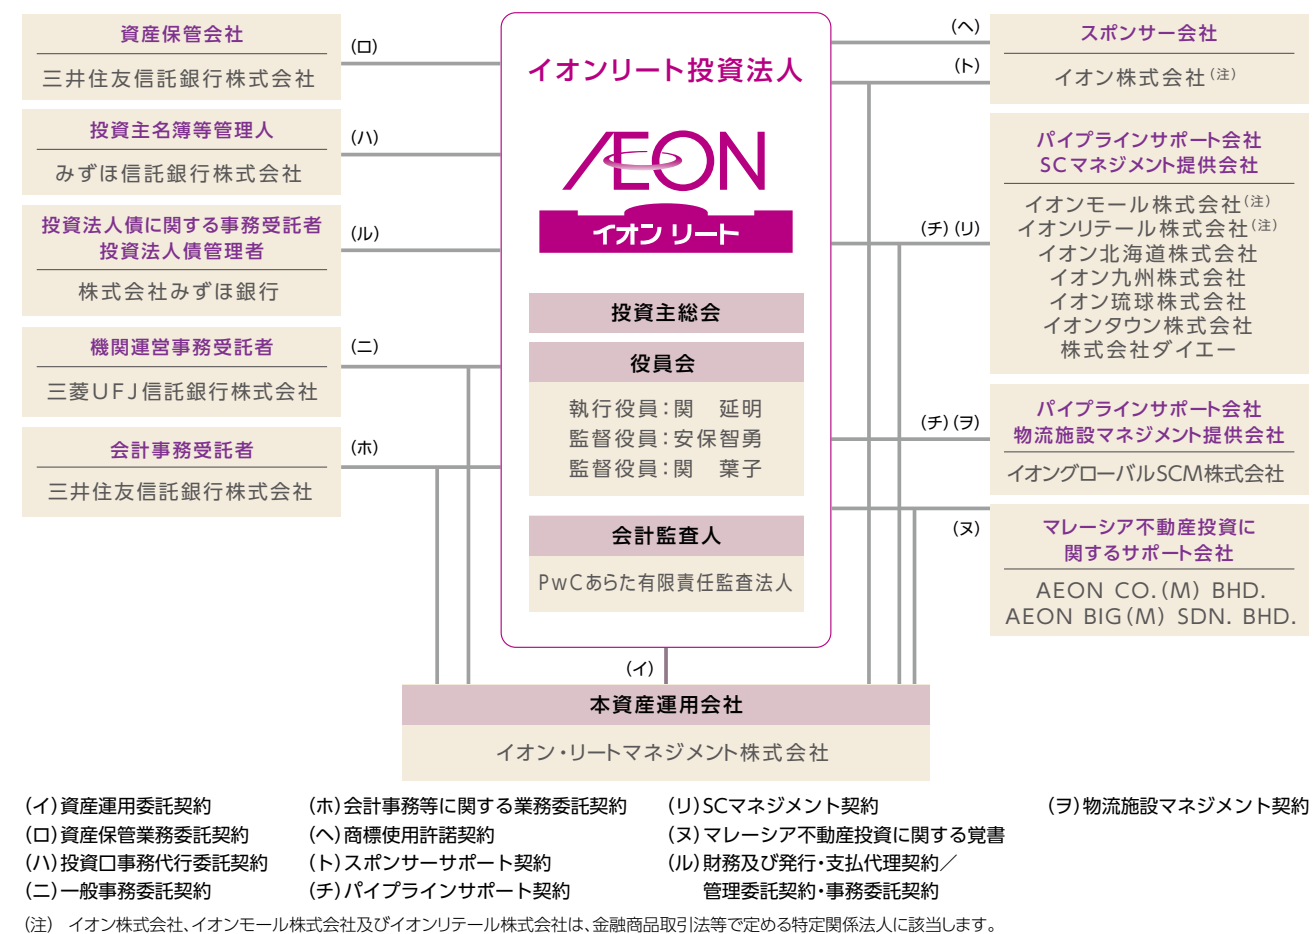 資産保管会社
三井住友信託銀行株式会社
(ロ)
投資主名簿等管理人
みずほ信託銀行株式会社
(ハ)
投資法人債に関する事務受託者
投資法人債管理者
株式会社みずほ銀行
(ル)
機関運営事務受託者
三菱UFJ信託銀行株式会社
(ニ)
会計事務受託者
三井住友信託銀行株式会社
(ホ)
イオンリート投資法人
AEON
イオン リート
投資主総会
役員会
執行役員：関　延明
監督役員：安保智勇
監督役員：関　葉子
会計監査人
PwCあらた有限責任監査法人
(イ)
本資産運用会社
イオン・リートマネジメント株式会社
(ヘ)
(ト)
スポンサー会社
イオン株式会社(注)
(チ)(リ)
パイプラインサポート会社
SCマネジメント提供会社
イオンモール株式会社(注)
イオンリテール株式会社(注)
イオン北海道株式会社
イオン九州株式会社
イオン琉球株式会社
イオンタウン株式会社
株式会社ダイエー
(チ)(ヲ)
パイプラインサポート会社
物流施設マネジメント提供会社
イオングローバルSCM株式会社
(ヌ)
マレーシア不動産投資に
関するサポート会社
AEON CO.(M) BHD.
AEON BIG(M) SDN. BHD.
(イ)資産運用委託契約
(ロ)資産保管業務委託契約
(ハ)投資口事務代行委託契約
(ニ)一般事務委託契約
(ホ)会計事務等に関する業務委託契約
(ヘ)商標使用許諾契約
(ト)スポンサーサポート契約
(チ)パイプラインサポート契約
(リ)SCマネジメント契約
(ヌ)マレーシア不動産投資に関する覚書
(ル)財務及び発行・支払代理契約／
管理委託契約・事務委託契約
(ヲ)物流施設マネジメント契約
(注)　イオン株式会社、イオンモール株式会社及びイオンリテール株式会社は、金融商品取引法等で定める特定関係法人に該当します。